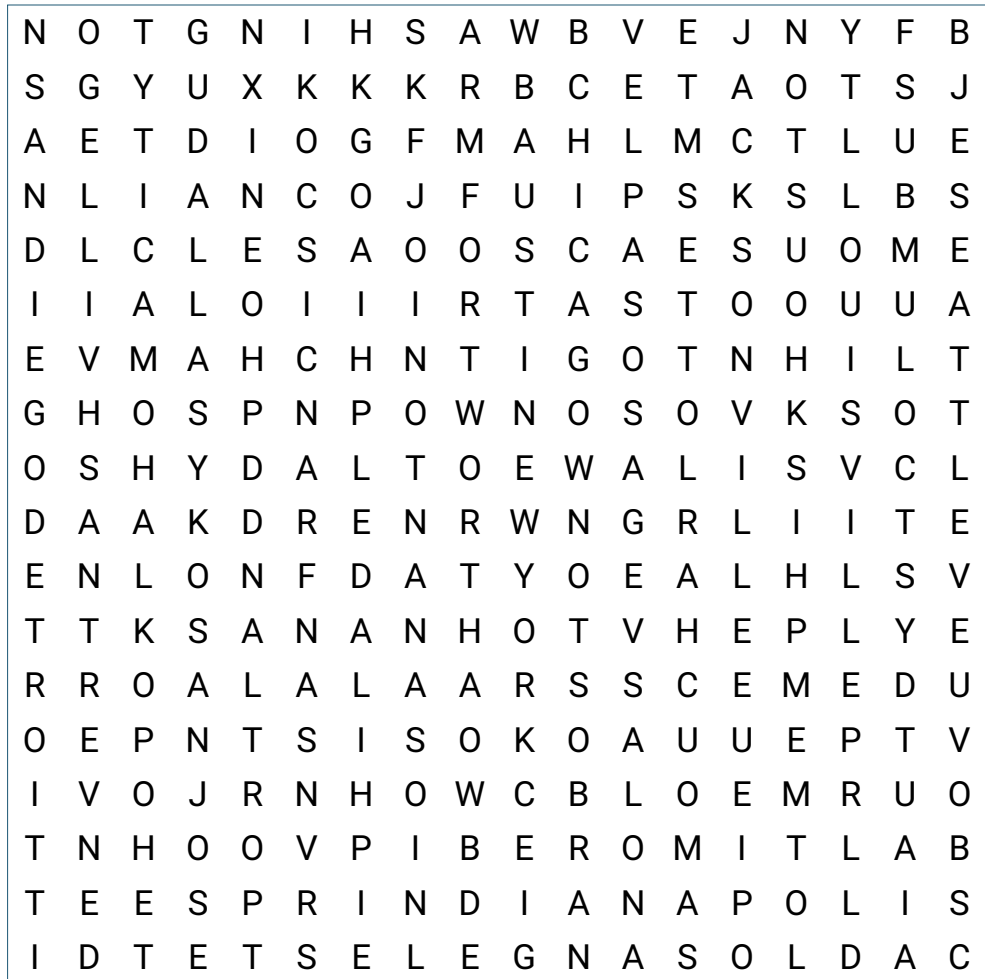 N O T G N I H S A W B V E J N Y F B
S G Y U X K K K R B C E T A O T S J
A E T D I O G F M A H L M C T L U E
N L I A N C O J F U I P S K S L B S
D L C L E S A O O S C A E S U O M E
I I A L O I I I R T A S T O O U U A
E V M A H C H N T I G O T N H I L T
G H O S P N P O W N O S O V K S O T
O S H Y D A L T O E W A L I S V C L
D A A K D R E N R W N G R L I I T E
E N L O N F D A T Y O E A L H L S V
T T K S A N A N H O T V H E P L Y E
R R O A L A L A A R S S C E M E D U
O E P N T S I S O K O A U U E P T V
I V O J R N H O W C B L O E M R U O
T N H O O V P I B E R O M I T L A B
T E E S P R I N D I A N A P O L I S
I D T E T S E L E G N A S O L D A C